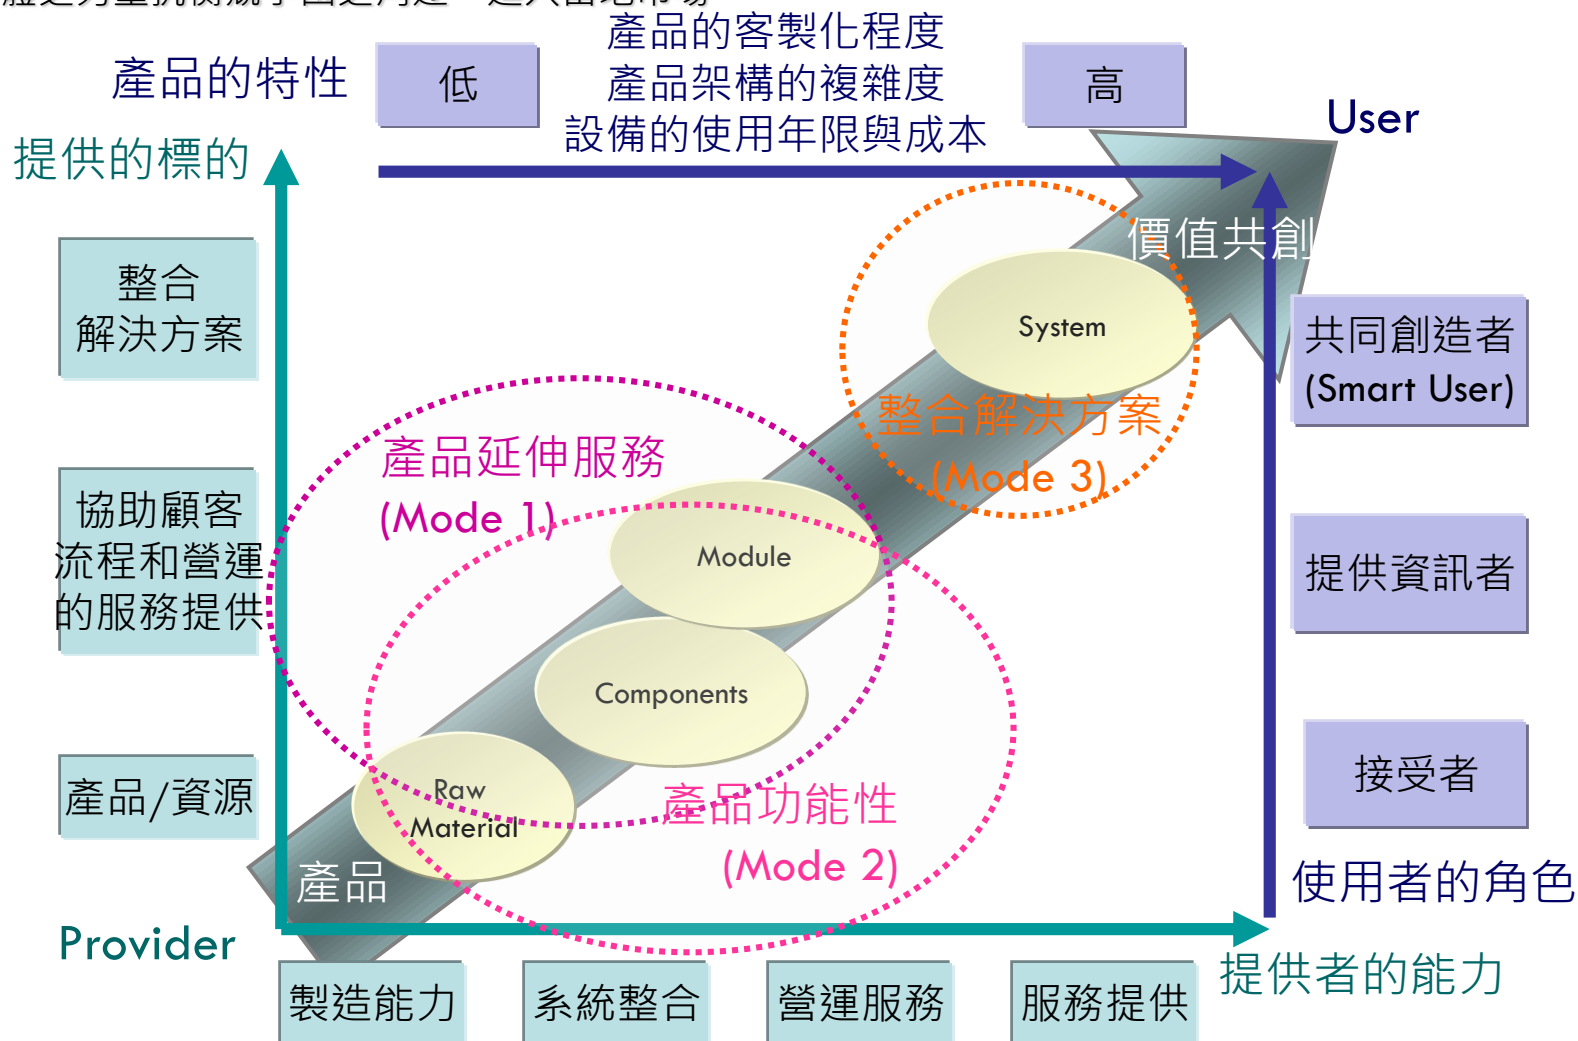 產品的客製化程度
產品的特性
低
產品架構的複雜度
高
設備的使用年限與成本
User
提供的標的
價值共創
整合
解決方案
System
共同創造者
(Smart User)
整合解決方案
(Mode 3)
產品延伸服務
(Mode 1)
協助顧客
流程和營運
的服務提供
Module
提供資訊者
Components
產品/資源
Raw
Material
產品功能性
(Mode 2)
接受者
產品
使用者的角色
Provider
提供者的能力
製造能力
系統整合
營運服務
服務提供